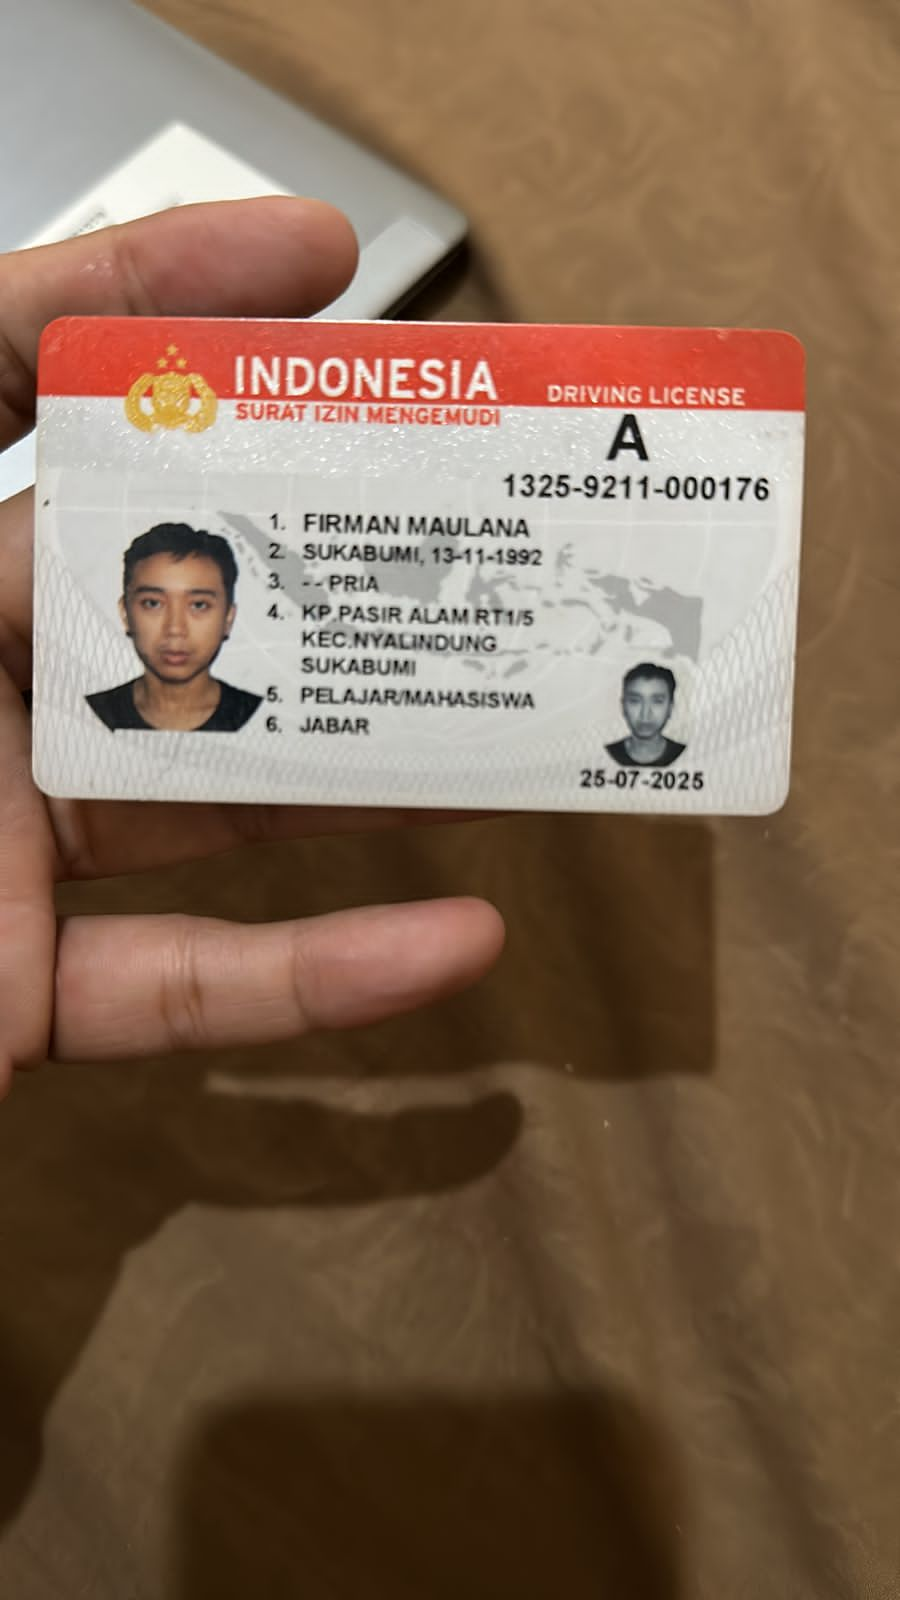 INDONESIA
SURAT IZIN MENGEMUDI
DRIVING LICENSE
A
1325-9211-000176
1. FIRMAN MAULANA
2. SUKABUMI, 13-11-1992
3. - - PRIA
4. KP.PASIR ALAM RT1/5
KEC.NYALINDUNG
SUKABUMI
5. PELAJAR/MAHASISWA
6. JABAR
25-07-2025